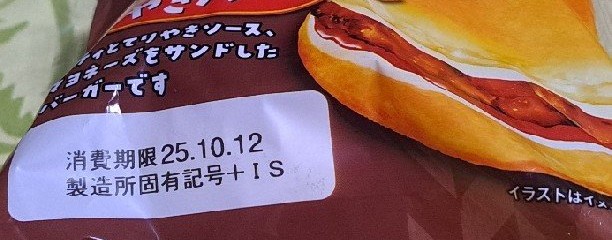 てりやきソース、
マヨネーズをサンドした
バーガーです
消費期限25.10.12
製造所固有記号+IS
イラストはイ